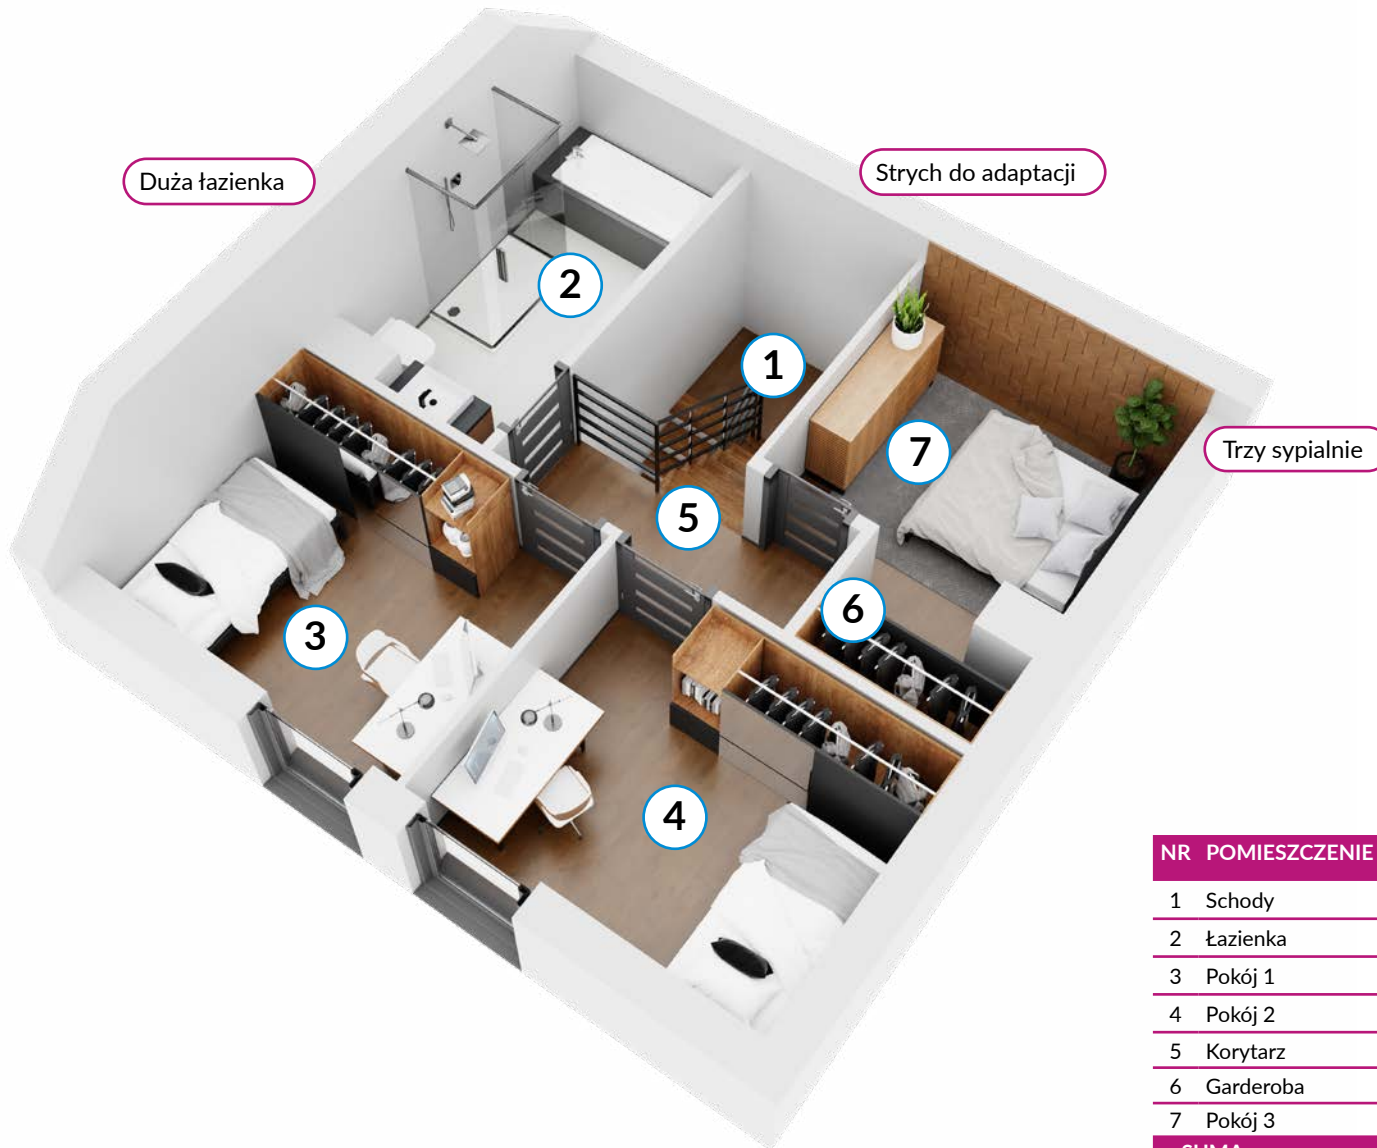 Duża łazienka
Strych do adaptacji
Trzy sypialnie
2
1
7
5
6
3
4
NR POMIESZCZENIE
1 Schody
2 Łazienka
3 Pokój 1
4 Pokój 2
5 Korytarz
6 Garderoba
7 Pokój 3
SUMA